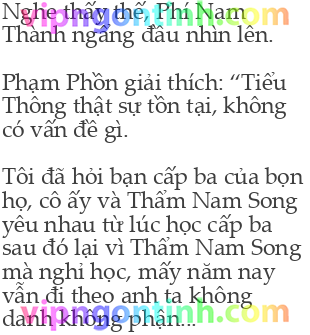 Nghe thấy thế, Phí Nam
Thành ngẩng đầu nhìn lên.
Phạm Phồn giải thích: “Tiểu
Thông thật sự tồn tại, không
có vấn đề gì.
Tôi đã hỏi bạn cấp ba của bọn
họ, cô ấy và Thẩm Nam Song
yêu nhau từ lúc học cấp ba
sau đó lại vì Thẩm Nam Song
mà nghỉ học, mấy năm nay
vẫn đi theo anh ta không
danh không phận...
vipngontinh.com
vipngontinh.com